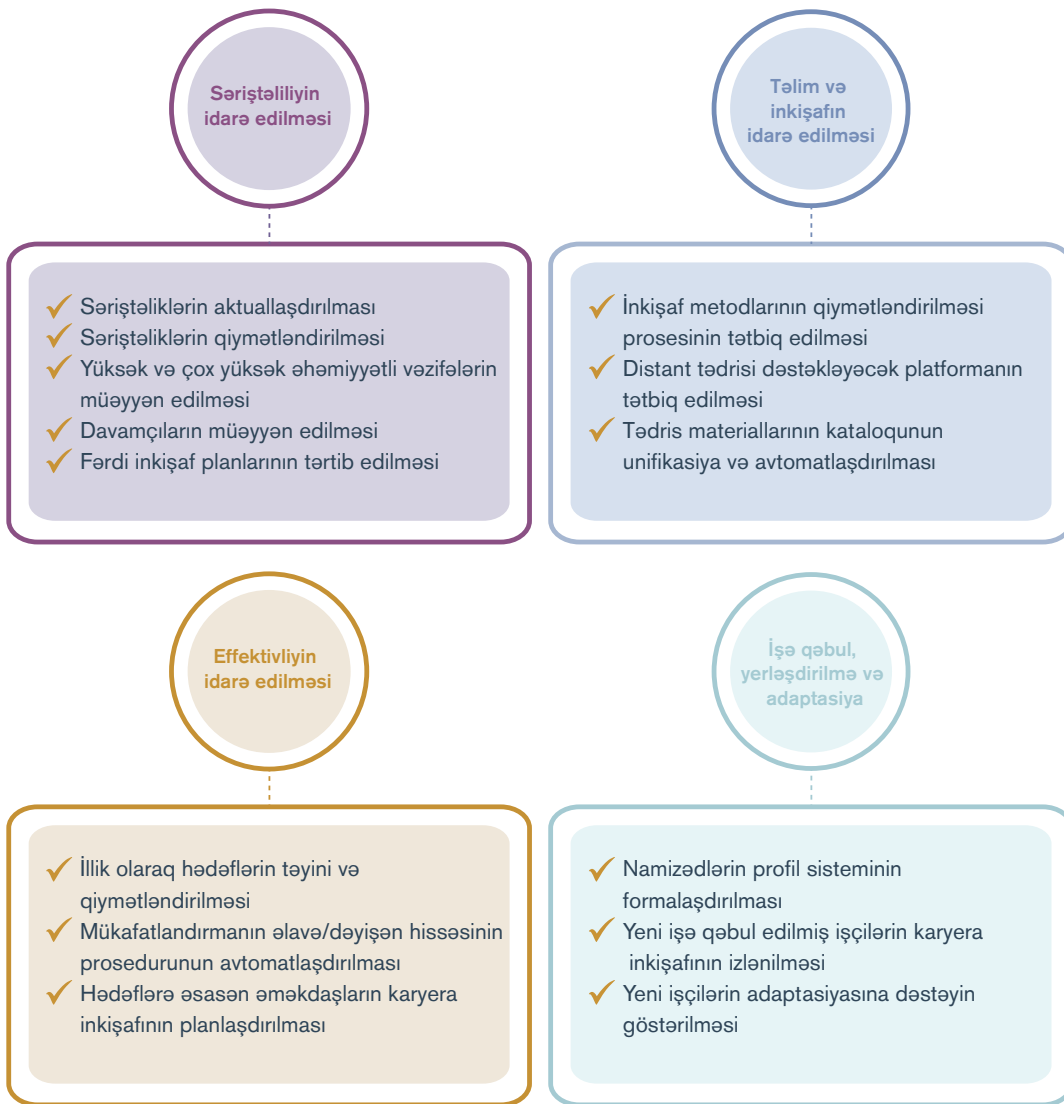 Səriştəliliyin
idarə edilməsi
Səriştəliklərin aktuallaşdırılması
Səriştəliklərin qiymətləndirilməsi
Yüksək və çox yüksək əhəmiyyətli vəzifələrin
müəyyən edilməsi
Davamçıların müəyyən edilməsi
Fərdi inkişaf planlarının tərtib edilməsi
Təlim və
inkişafın
idarə edilməsi
İnkişaf metodlarının qiymətləndirilməsi
prosesinin tətbiq edilməsi
Distant tədrisi dəstəkləyəcək platformanın
tətbiq edilməsi
Tədris materiallarının kataloqunun
unifikasiya və avtomatlaşdırılması
Effektivliyin
idarə edilməsi
İllik olaraq hədəflərin təyini və
qiymətləndirilməsi
Mükafatlandırmanın əlavə/dəyişən hissəsinin
prosedurunun avtomatlaşdırılması
Hədəflərə əsasən əməkdaşların karyera
inkişafının planlaşdırılması
İşə qəbul,
yerləşdirilmə və
adaptasiya
Namizədlərin profil sisteminin
formalaşdırılması
Yeni işə qəbul edilmiş işçilərin karyera
inkişafının izlənilməsi
Yeni işçilərin adaptasiyasına dəstəyin
göstərilməsi